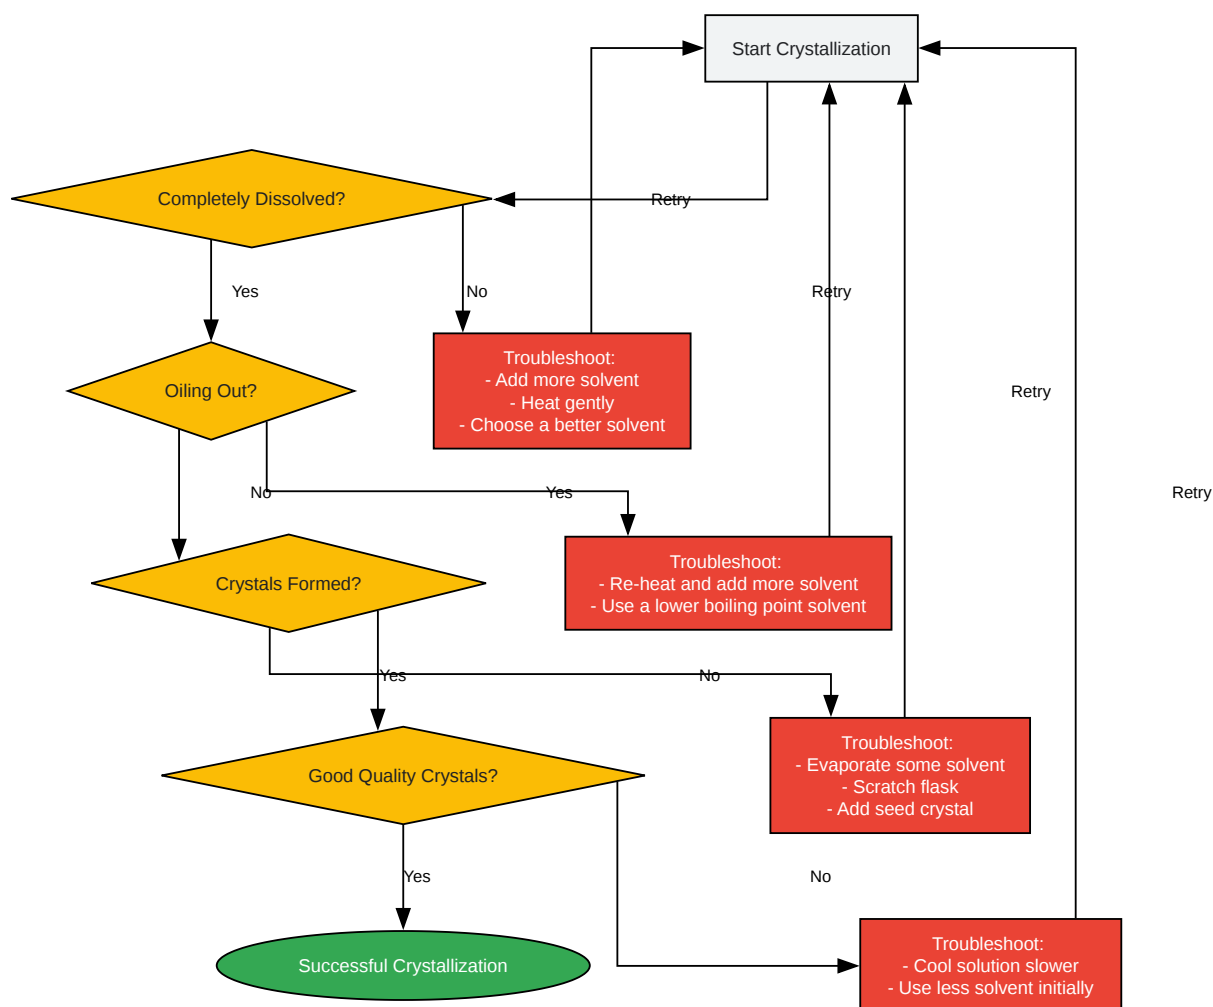 Start Crystallization
Completely Dissolved?
Retry
Yes
No
Retry
Troubleshoot:
- Add more solvent
- Heat gently
- Choose a better solvent
Oiling Out?
Retry
No
Yes
Retry
Troubleshoot:
- Re-heat and add more solvent
- Use a lower boiling point solvent
Crystals Formed?
Yes
No
Troubleshoot:
- Evaporate some solvent
- Scratch flask
- Add seed crystal
Good Quality Crystals?
Yes
No
Successful Crystallization
Troubleshoot:
- Cool solution slower
- Use less solvent initially